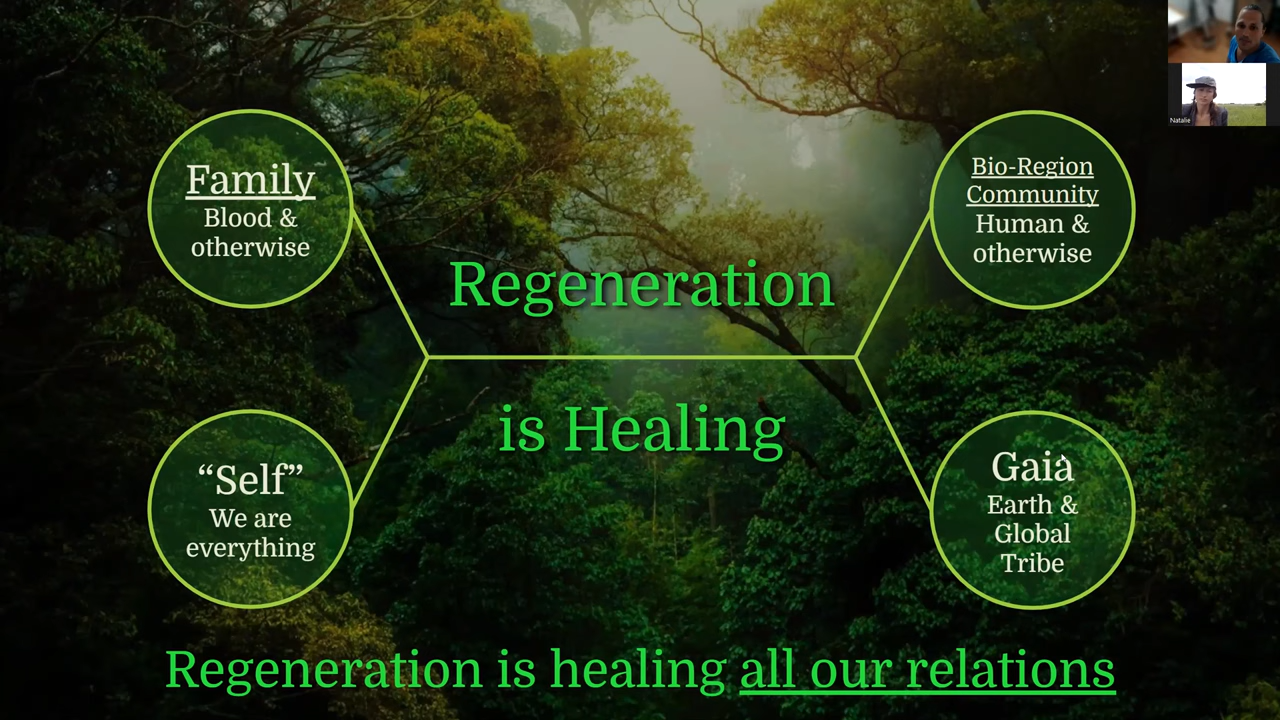 Family
Blood &
otherwise
Bio-Region
Community
Human &
otherwise
Regeneration
is Healing
“Self”
We are
everything
Gaia
Earth &
Global
Tribe
Regeneration is healing all our relations
Natalie